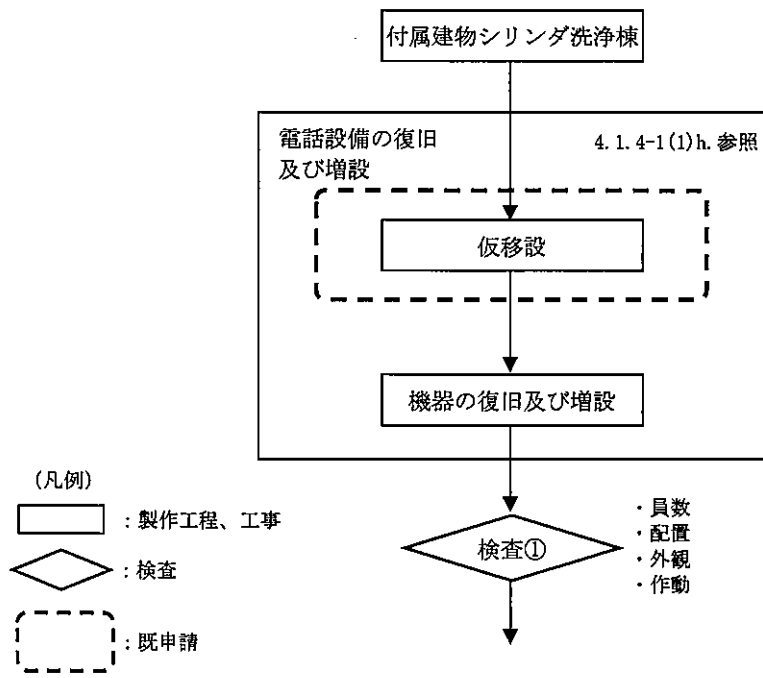 付属建物シリンダ洗浄棟
電話設備の復旧
及び増設
4.1.4-1(1)h.参照
仮移設
機器の復旧及び増設
検査①
・員数
・配置
・外観
・作動
(凡例)
：製作工程、工事
：検査
：既申請